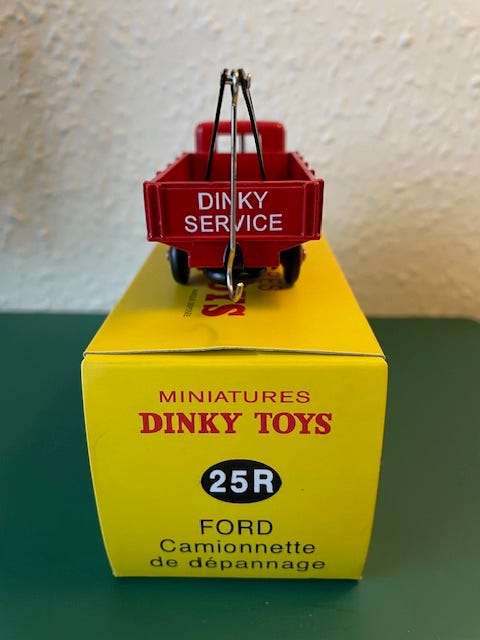 DINKY
SERVICE
MINIATURES
DINKY TOYS
25R
FORD
Camionnette
de dépannage